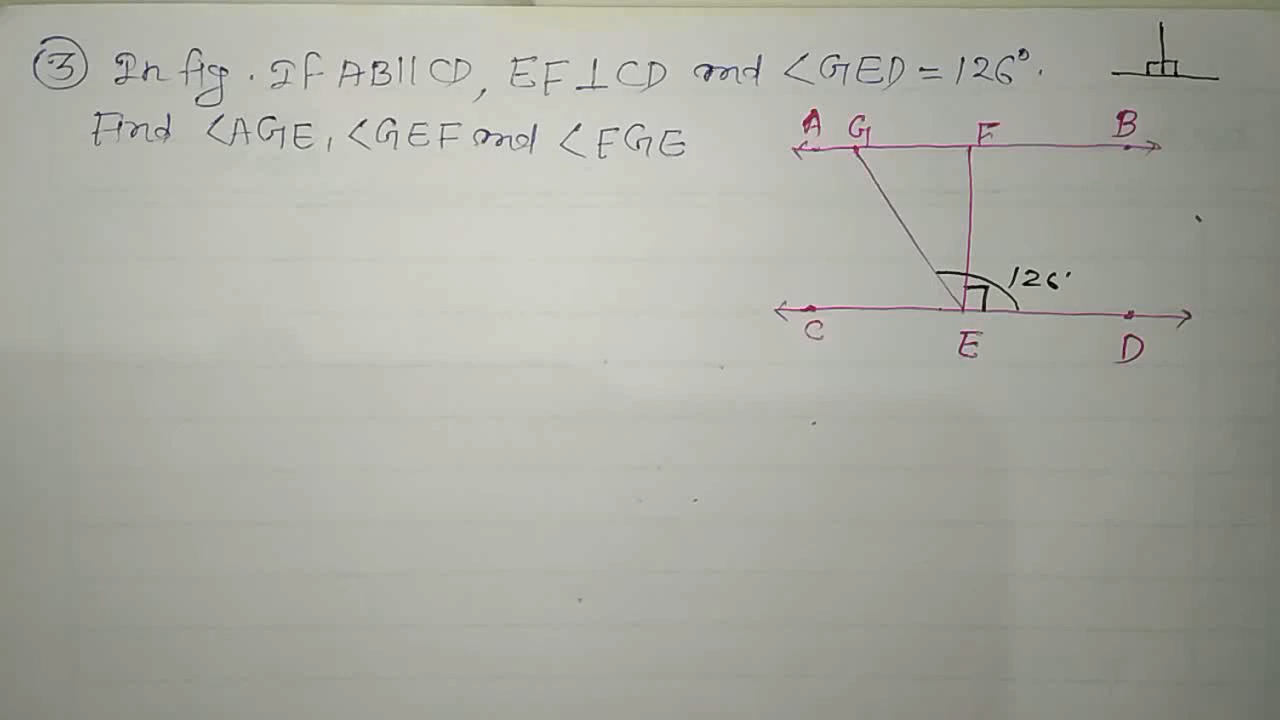 ③ In fig. If AB||CD, EF⊥CD and <GED=126°.
Find <AGE, <GEF and <FGE
A G F B
126°
C E D